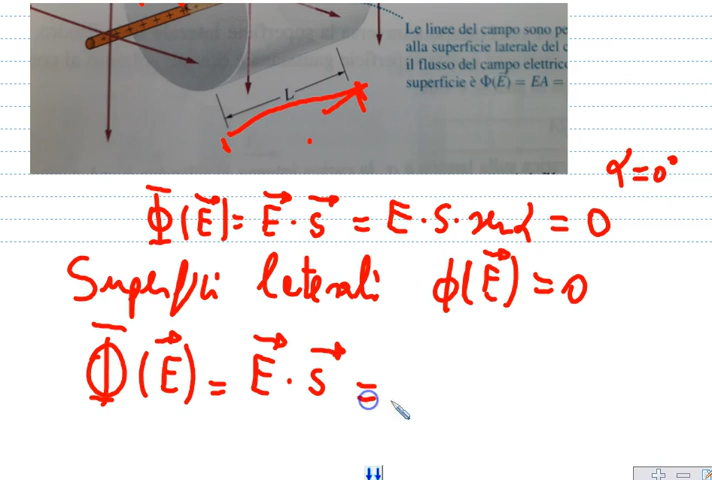 Le linee del campo sono pe
alla superficie laterale del c
il flusso del campo elettrico
superficie è Φ(E⃗) = EA =
L
α = 0°
Φ(E⃗) = E⃗ · s⃗ = E · S · sen α = 0
Superfici laterali ϕ(E⃗) = 0
Φ(E⃗) = E⃗ · s⃗ =